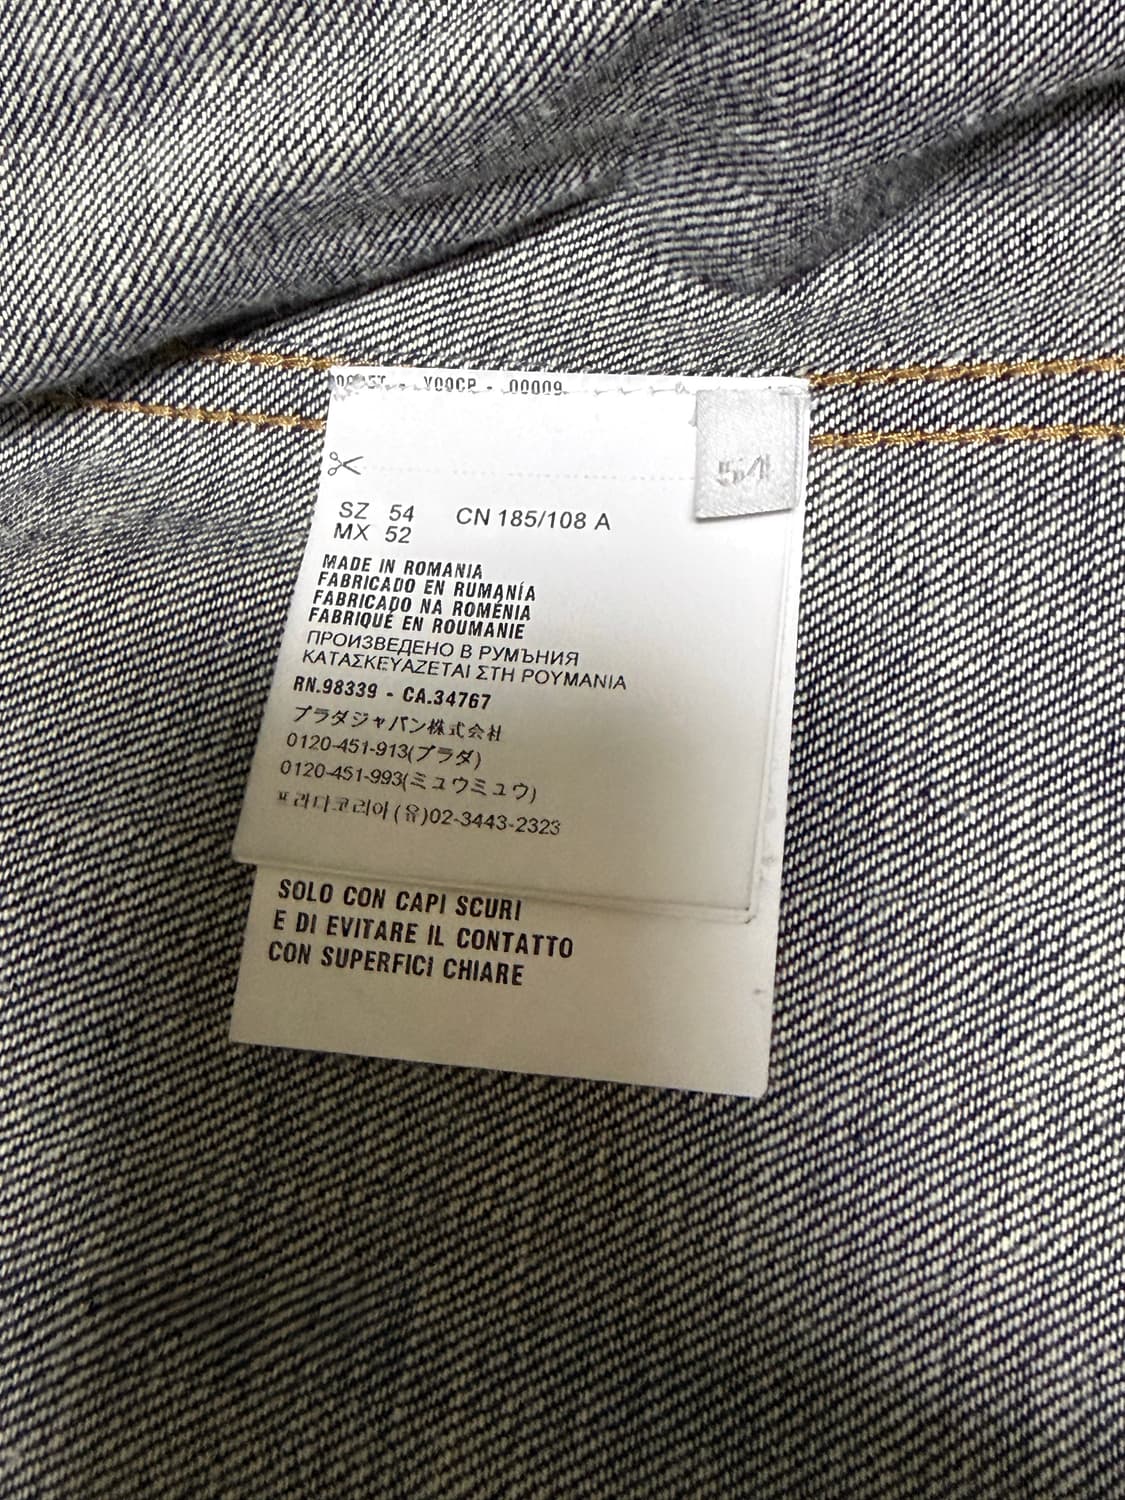 Y00CP - 00009
54
SZ 54 CN 185/108 A
MX 52
MADE IN ROMANIA
FABRICADO EN RUMANÍA
FABRICADO NA ROMÉNIA
FABRIQUÉ EN ROUMANIE
ПРОИЗВЕДЕНО В РУМЪНИЯ
ΚΑΤΑΣΚΕΥΑΖΕΤΑΙ ΣΤΗ ΡΟΥΜΑΝΙΑ
RN.98339 - CA.34767
プラダジャパン株式会社
0120-451-913(プラダ)
0120-451-993(ミュウミュウ)
프라다코리아 (유)02-3443-2323
SOLO CON CAPI SCURI
E DI EVITARE IL CONTATTO
CON SUPERFICI CHIARE